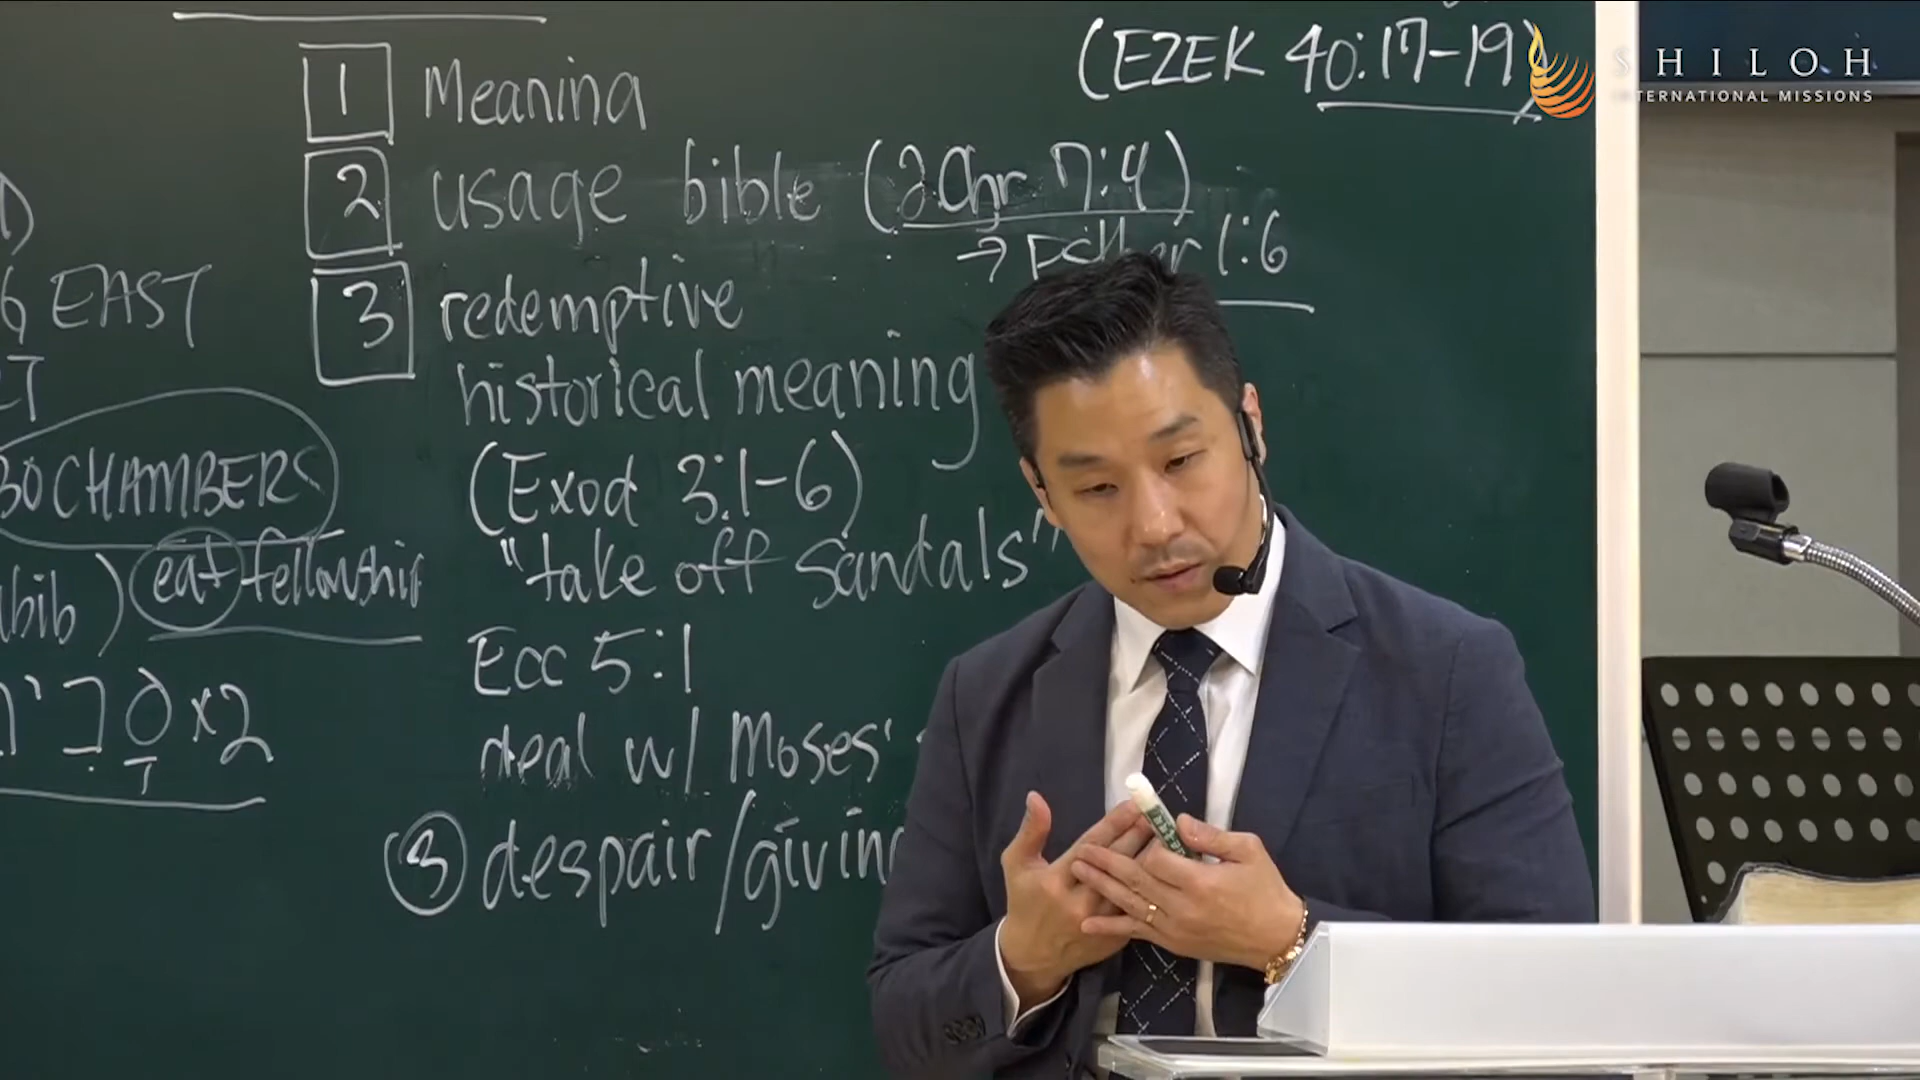 (EZEK 40:17-19)
SHILOH
INTERNATIONAL MISSIONS
1 Meaning
2 usage bible (2Chr 7:4)
→ Esther 1:6
3 redemptive
historical meaning
(Exod 3:1-6)
"take off sandals"
Ecc 5:1
deal w/ Moses'
3 despair/giving
6 EAST
30 CHAMBERS
eat fellowship
x2